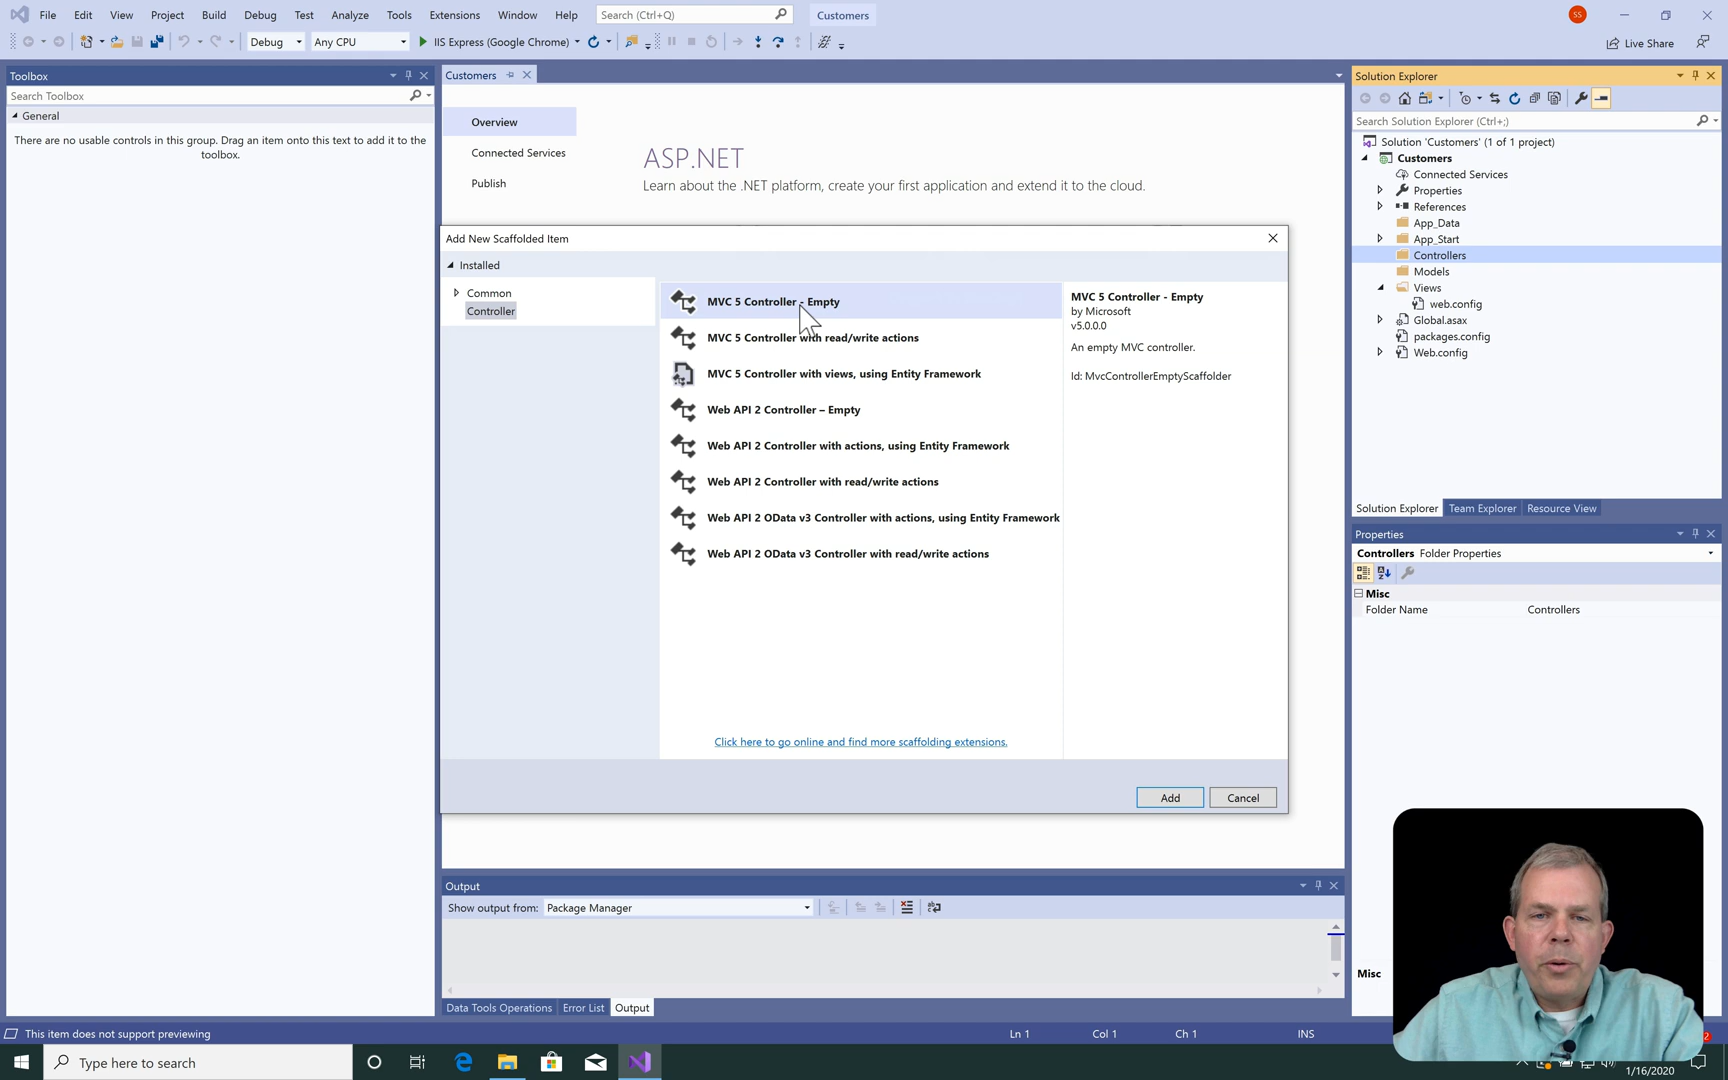 File Edit View Project Build Debug Test Analyze Tools Extensions Window Help Search (Ctrl+Q) Customers SS
Debug Any CPU IIS Express (Google Chrome) Live Share
Toolbox
Search Toolbox
General
There are no usable controls in this group. Drag an item onto this text to add it to the
toolbox.
Customers
Overview
Connected Services
Publish
ASP.NET
Learn about the .NET platform, create your first application and extend it to the cloud.
Add New Scaffolded Item
Installed
Common
Controller
MVC 5 Controller - Empty
MVC 5 Controller with read/write actions
MVC 5 Controller with views, using Entity Framework
Web API 2 Controller – Empty
Web API 2 Controller with actions, using Entity Framework
Web API 2 Controller with read/write actions
Web API 2 OData v3 Controller with actions, using Entity Framework
Web API 2 OData v3 Controller with read/write actions
Click here to go online and find more scaffolding extensions.
MVC 5 Controller - Empty
by Microsoft
v5.0.0.0
An empty MVC controller.
Id: MvcControllerEmptyScaffolder
Add Cancel
Output
Show output from: Package Manager
Data Tools Operations Error List Output
Solution Explorer
Search Solution Explorer (Ctrl+;)
Solution 'Customers' (1 of 1 project)
Customers
Connected Services
Properties
References
App_Data
App_Start
Controllers
Models
Views
web.config
Global.asax
packages.config
Web.config
Solution Explorer Team Explorer Resource View
Properties
Controllers Folder Properties
Misc
Folder Name Controllers
Misc
This item does not support previewing Ln 1 Col 1 Ch 1 INS
Type here to search
1/16/2020
2